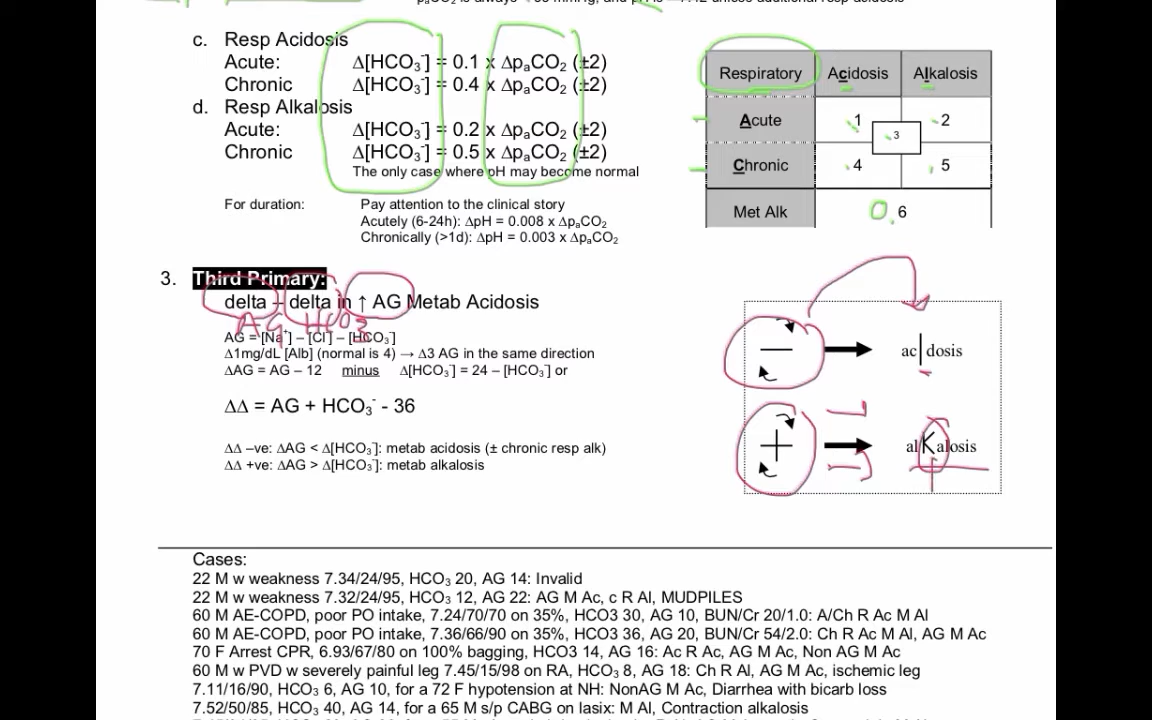 c. Resp Acidosis
Acute: Δ[HCO₃⁻] = 0.1 x ΔpₐCO₂ (±2)
Chronic Δ[HCO₃⁻] = 0.4 x ΔpₐCO₂ (±2)
d. Resp Alkalosis
Acute: Δ[HCO₃⁻] = 0.2 x ΔpₐCO₂ (±2)
Chronic Δ[HCO₃⁻] = 0.5 x ΔpₐCO₂ (±2)
The only case where pH may become normal
For duration: Pay attention to the clinical story
Acutely (6-24h): ΔpH = 0.008 x ΔpₐCO₂
Chronically (>1d): ΔpH = 0.003 x ΔpₐCO₂
Respiratory Acidosis Alkalosis
Acute .1 .2
.3
Chronic .4 .5
Met Alk 0.6
3. Third Primary:
delta – delta in ↑ AG Metab Acidosis
AG HCO3
AG = [Na⁺] – [Cl⁻] – [HCO₃⁻]
Δ1mg/dL [Alb] (normal is 4) → Δ3 AG in the same direction
ΔAG = AG – 12 minus Δ[HCO₃⁻] = 24 – [HCO₃⁻] or
ΔΔ = AG + HCO₃⁻ - 36
ΔΔ –ve: ΔAG < Δ[HCO₃⁻]: metab acidosis (± chronic resp alk)
ΔΔ +ve: ΔAG > Δ[HCO₃⁻]: metab alkalosis
— ac|dosis
+ alKalosis
Cases:
22 M w weakness 7.34/24/95, HCO₃ 20, AG 14: Invalid
22 M w weakness 7.32/24/95, HCO₃ 12, AG 22: AG M Ac, c R Al, MUDPILES
60 M AE-COPD, poor PO intake, 7.24/70/70 on 35%, HCO3 30, AG 10, BUN/Cr 20/1.0: A/Ch R Ac M Al
60 M AE-COPD, poor PO intake, 7.36/66/90 on 35%, HCO3 36, AG 20, BUN/Cr 54/2.0: Ch R Ac M Al, AG M Ac
70 F Arrest CPR, 6.93/67/80 on 100% bagging, HCO3 14, AG 16: Ac R Ac, AG M Ac, Non AG M Ac
60 M w PVD w severely painful leg 7.45/15/98 on RA, HCO₃ 8, AG 18: Ch R Al, AG M Ac, ischemic leg
7.11/16/90, HCO₃ 6, AG 10, for a 72 F hypotension at NH: NonAG M Ac, Diarrhea with bicarb loss
7.52/50/85, HCO₃ 40, AG 14, for a 65 M s/p CABG on lasix: M Al, Contraction alkalosis